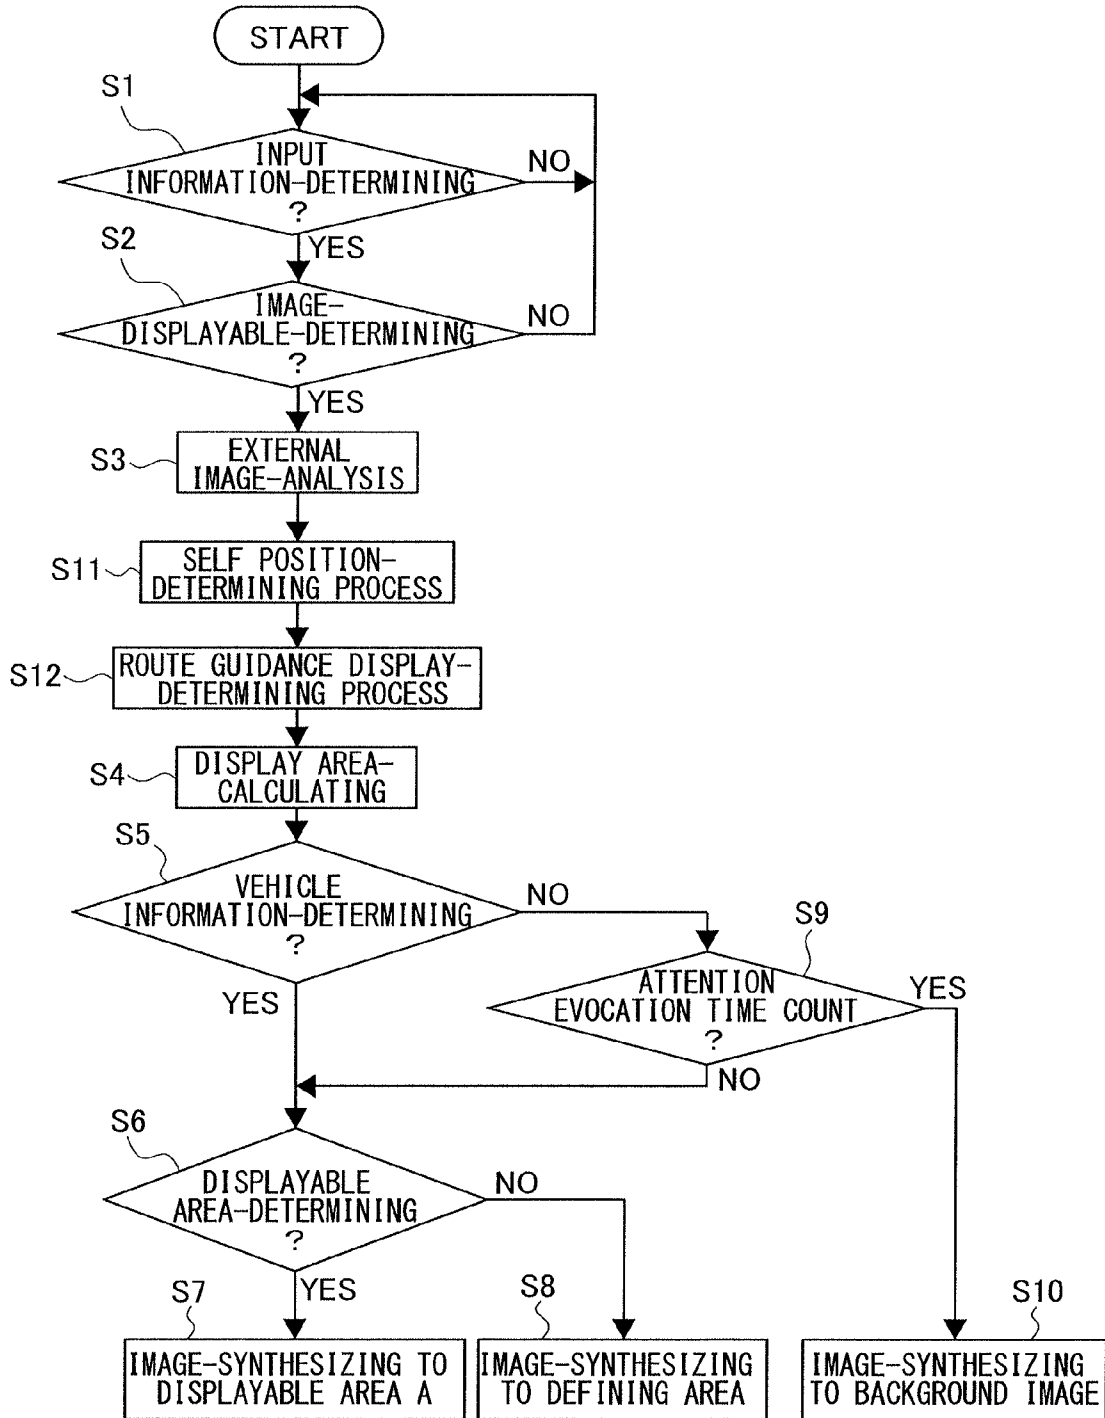 START
S1
INPUT
INFORMATION-DETERMINING
?
NO
YES
S2
IMAGE-
DISPLAYABLE-DETERMINING
?
NO
YES
S3
EXTERNAL
IMAGE-ANALYSIS
S11
SELF POSITION-
DETERMINING PROCESS
S12
ROUTE GUIDANCE DISPLAY-
DETERMINING PROCESS
S4
DISPLAY AREA-
CALCULATING
S5
VEHICLE
INFORMATION-DETERMINING
?
NO
YES
S9
ATTENTION
EVOCATION TIME COUNT
?
YES
NO
S6
DISPLAYABLE
AREA-DETERMINING
?
NO
YES
S7
IMAGE-SYNTHESIZING TO
DISPLAYABLE AREA A
S8
IMAGE-SYNTHESIZING
TO DEFINING AREA
S10
IMAGE-SYNTHESIZING
TO BACKGROUND IMAGE